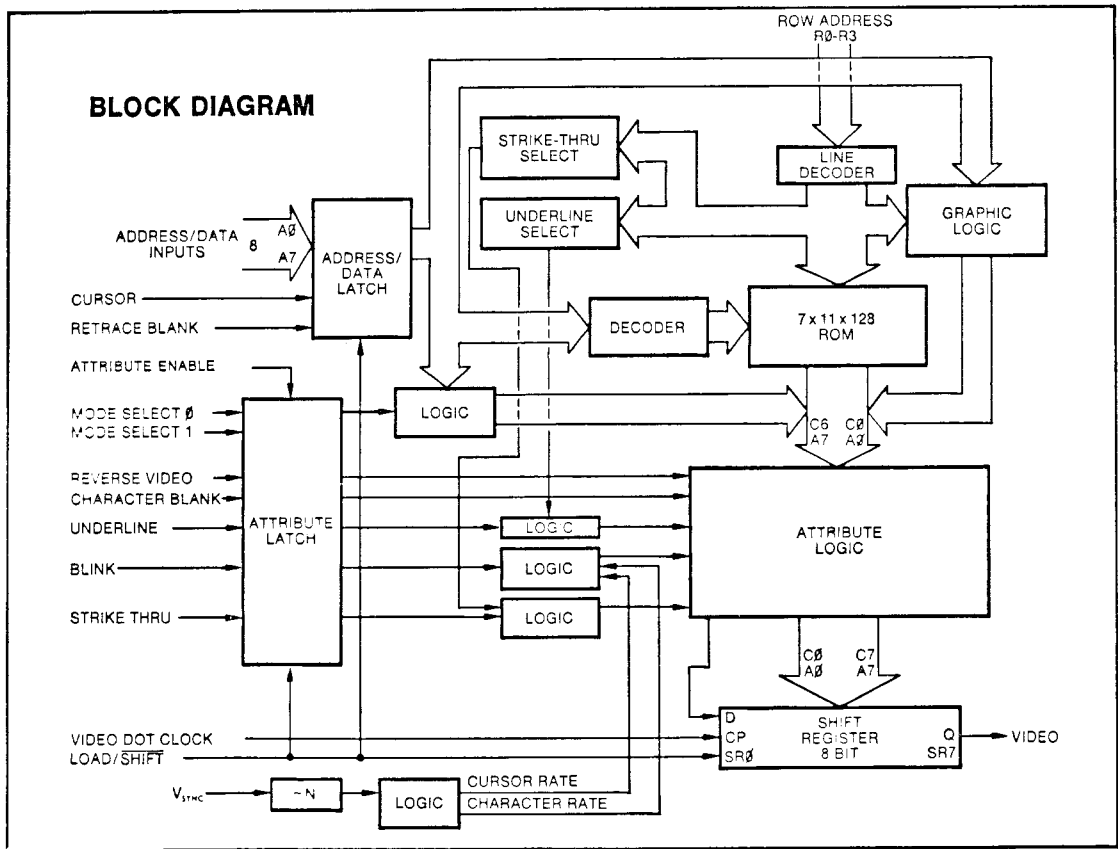 ROW ADDRESS
RØ-R3
BLOCK DIAGRAM
STRIKE-THRU
SELECT
LINE
DECODER
UNDERLINE
SELECT
GRAPHIC
LOGIC
ADDRESS/DATA
INPUTS
8
AØ
A7
ADDRESS/
DATA
LATCH
CURSOR
RETRACE BLANK
DECODER
7 x 11 x 128
ROM
ATTRIBUTE ENABLE
MODE SELECT Ø
MODE SELECT 1
LOGIC
C6
A7
CØ
AØ
REVERSE VIDEO
CHARACTER BLANK
UNDERLINE
BLINK
STRIKE THRU
ATTRIBUTE
LATCH
LOGIC
LOGIC
LOGIC
ATTRIBUTE
LOGIC
CØ
AØ
C7
A7
D
CP
SRØ
SHIFT
REGISTER
8 BIT
Q
SR7
VIDEO
VIDEO DOT CLOCK
LOAD/SHIFT
VSYNC
~N
LOGIC
CURSOR RATE
CHARACTER RATE